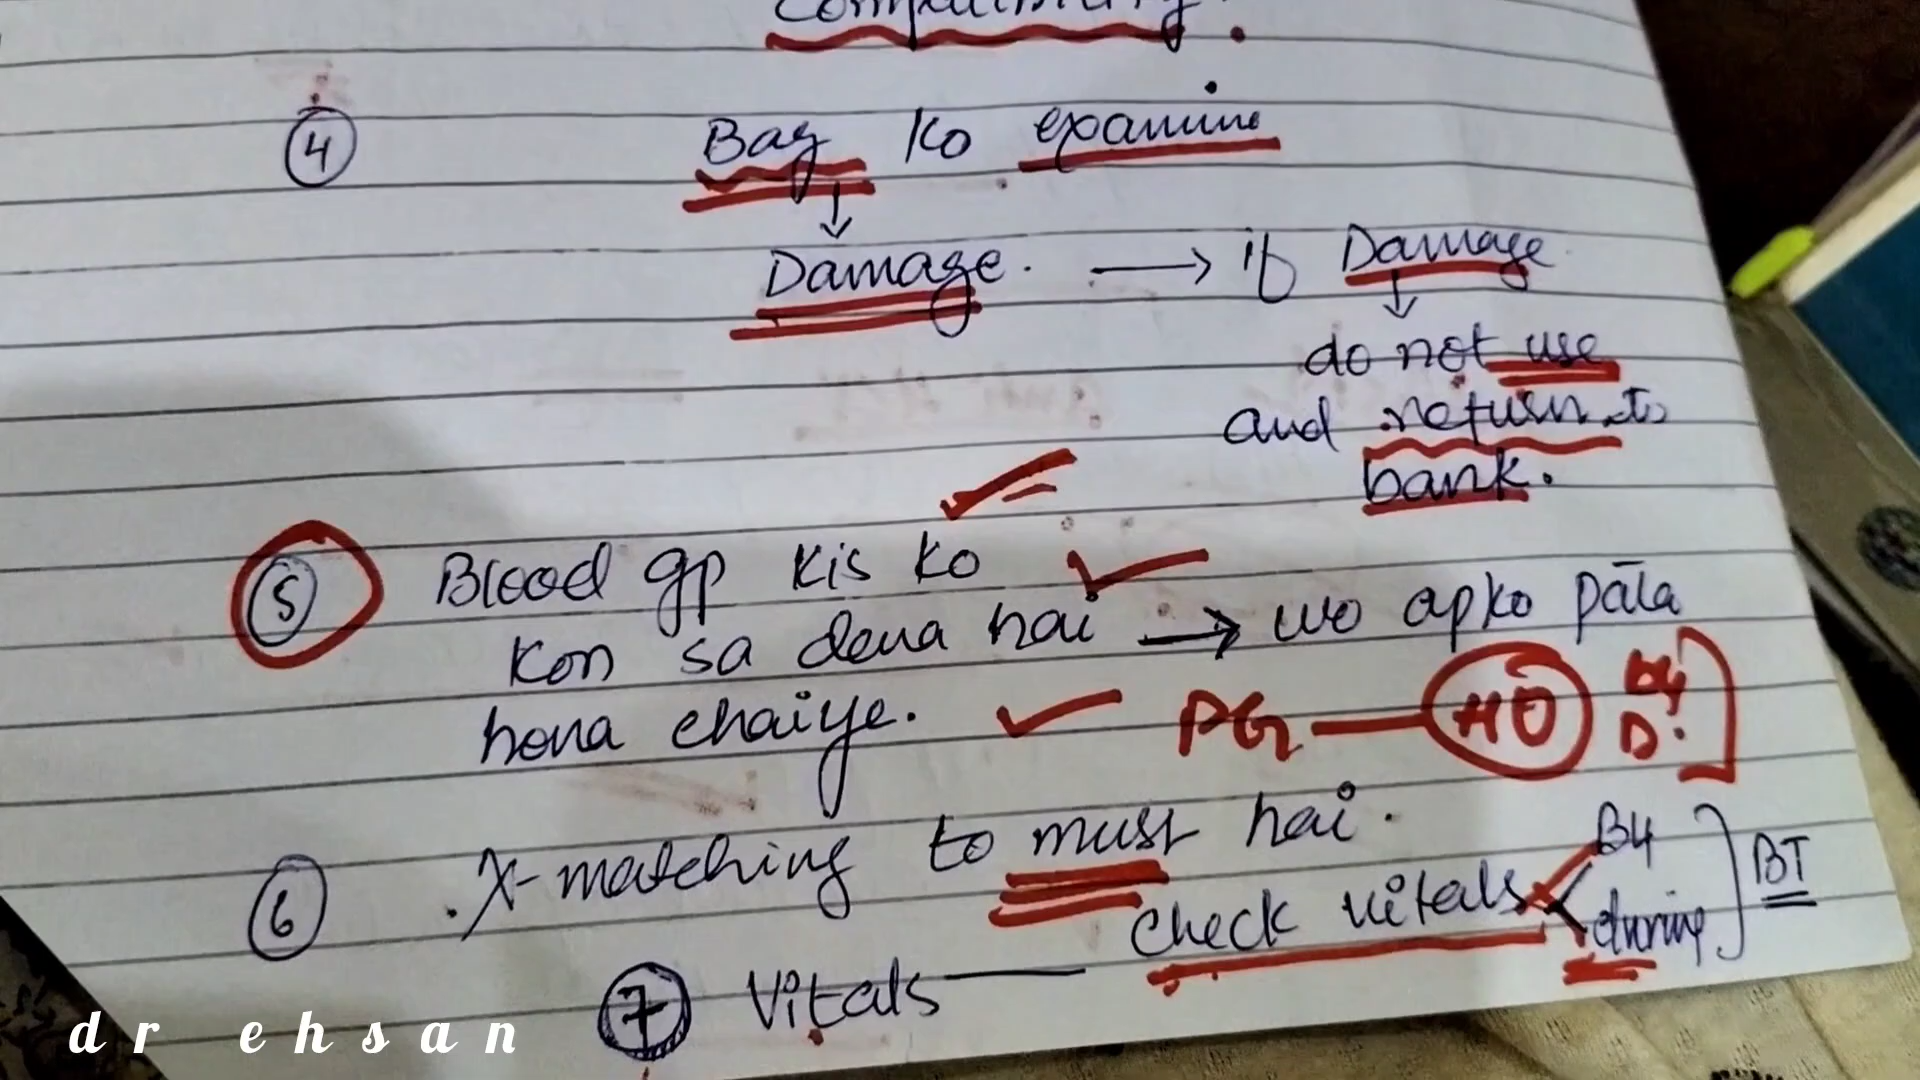 Compatibility.
4 Bag ko examine
Damage. → if Damage
do not use
and return to
bank.
5 Blood gp kis ko
kon sa dena hai → wo apko pata
hona chaiye.
PG — HO B4 D.
6 X-matching to must hai.
7 Vitals — check vitals < B4
during ] BT
dr ehsan